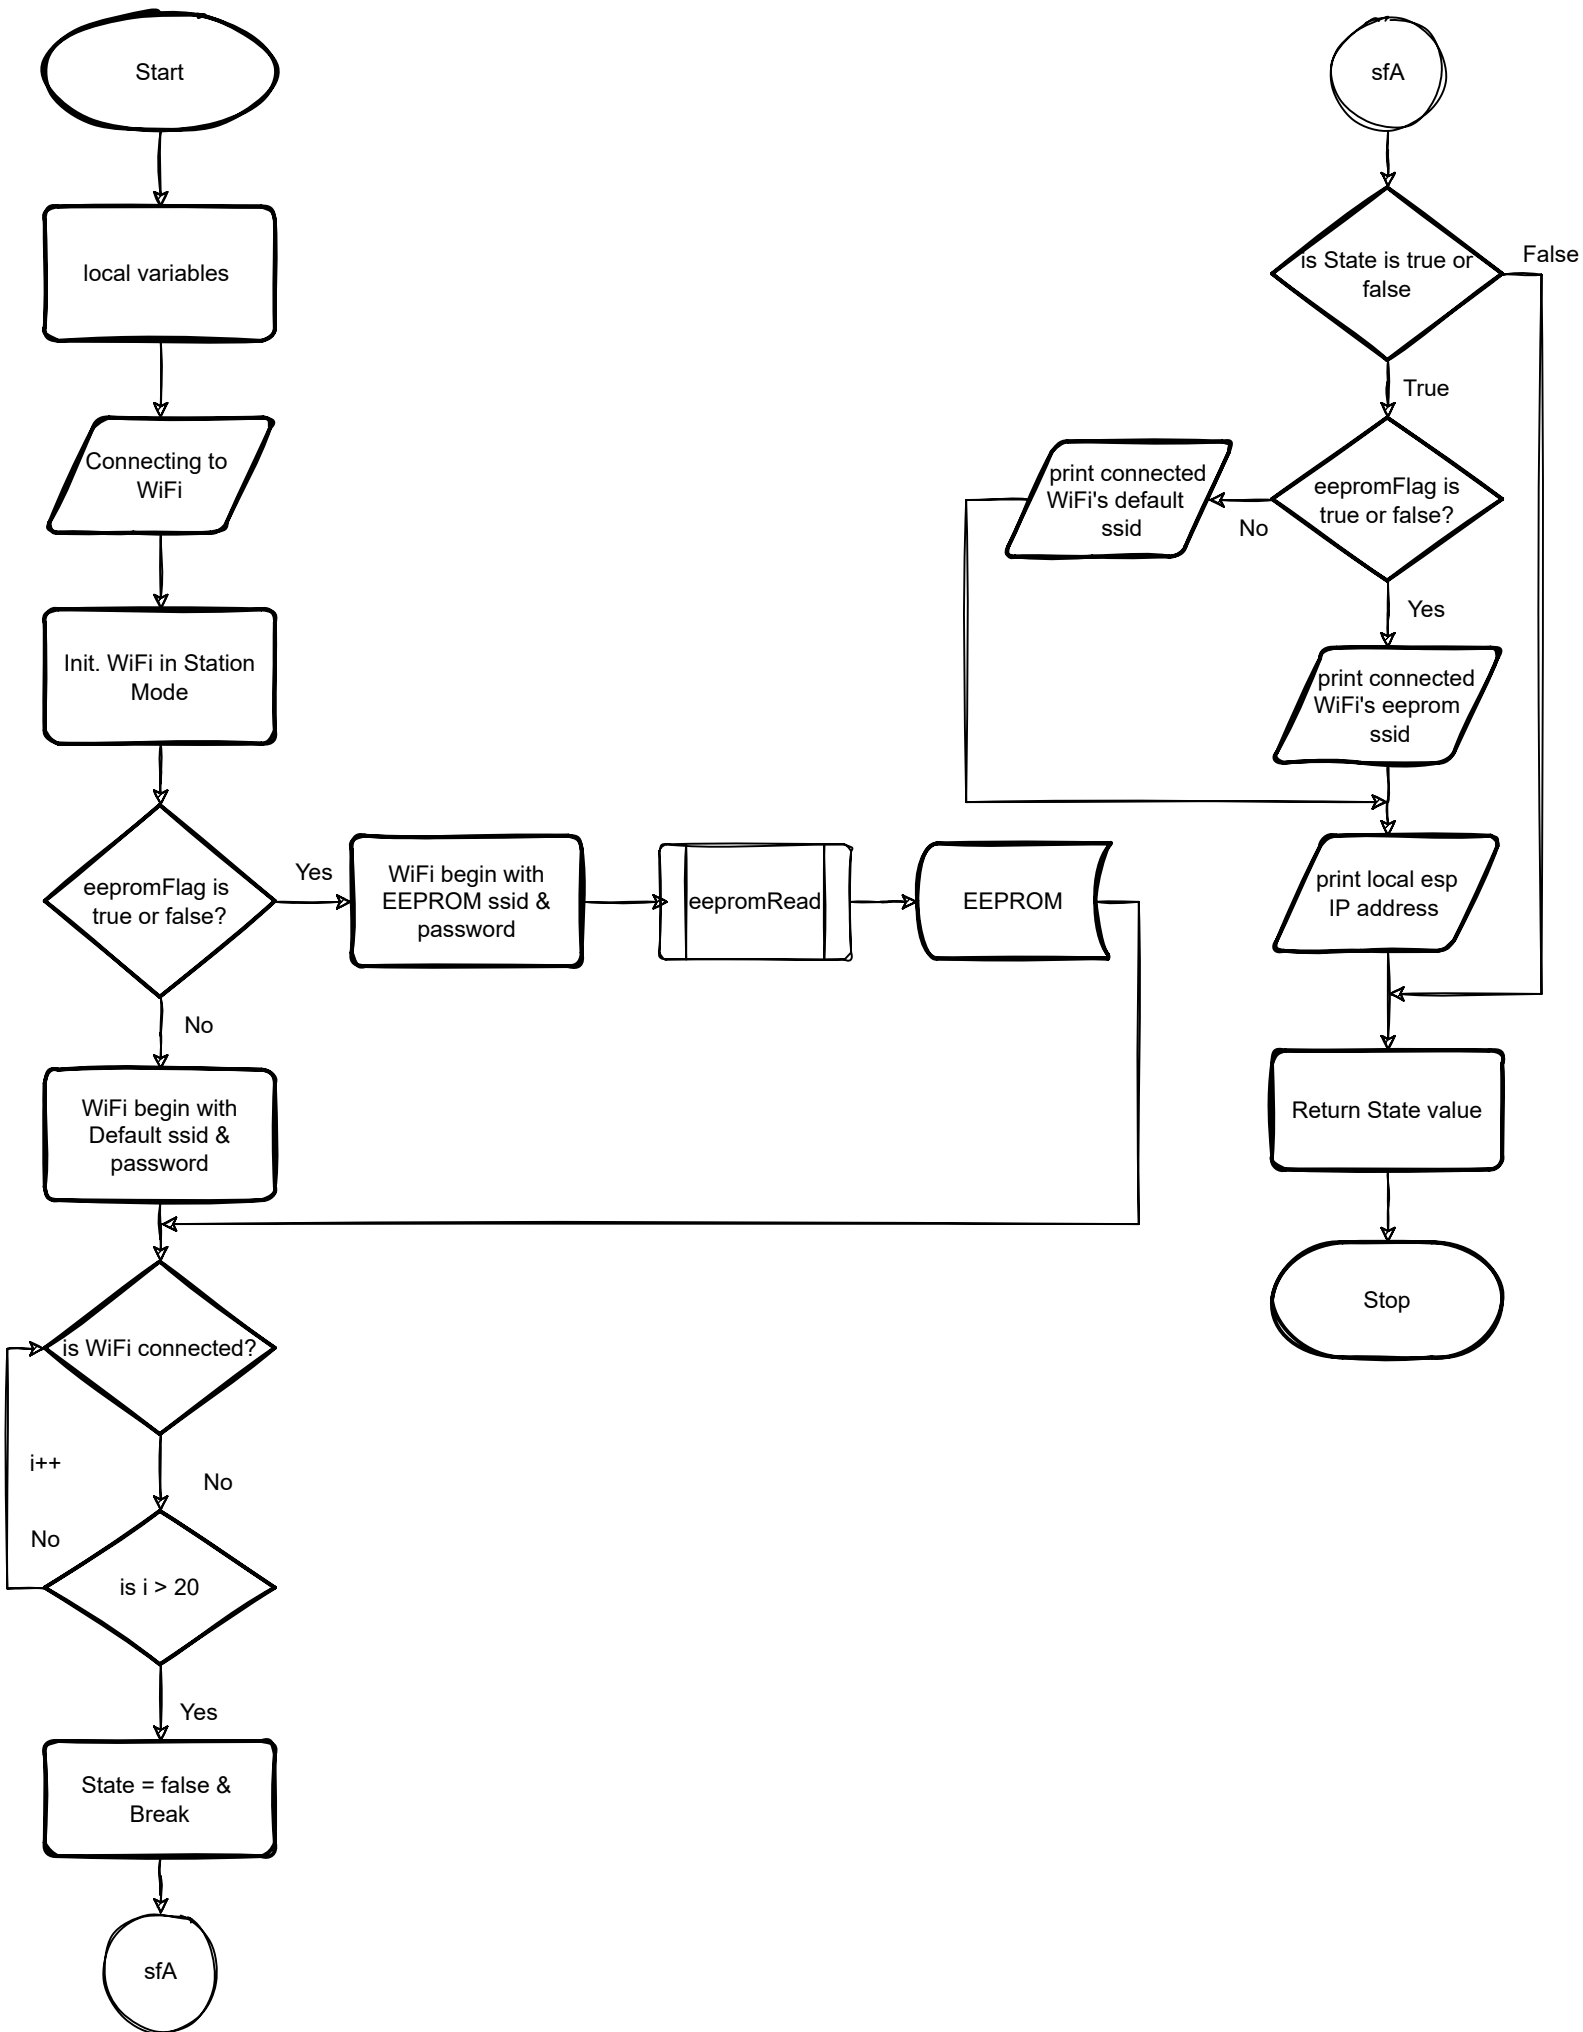 Start
local variables
Connecting to
WiFi
Init. WiFi in Station
Mode
eepromFlag is
true or false?
Yes
WiFi begin with
EEPROM ssid &
password
eepromRead
EEPROM
No
WiFi begin with
Default ssid &
password
is WiFi connected?
i++
No
No
is i > 20
Yes
State = false &
Break
sfA
sfA
is State is true or
false
False
True
eepromFlag is
true or false?
No
print connected
WiFi's default
ssid
Yes
print connected
WiFi's eeprom
ssid
print local esp
IP address
Return State value
Stop